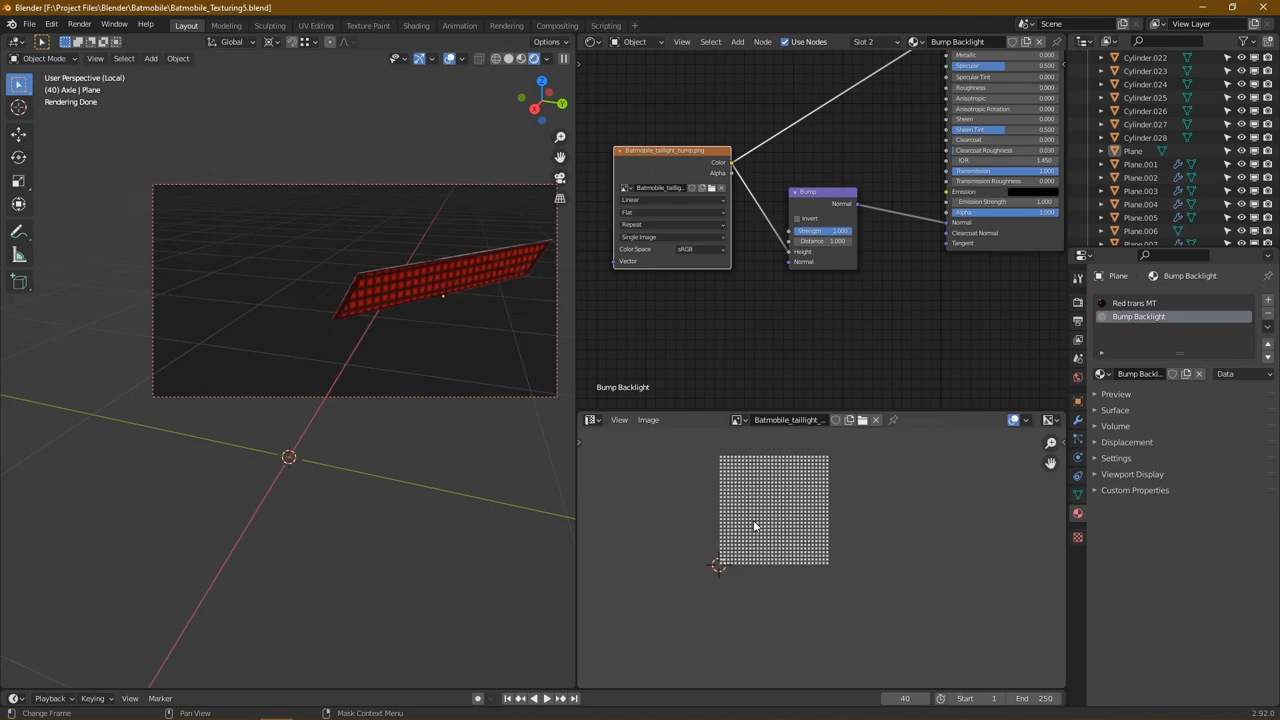 Blender [F:\Project Files\Blender\Batmobile\Batmobile_Texturing5.blend]
File Edit Render Window Help Layout Modeling Sculpting UV Editing Texture Paint Shading Animation Rendering Compositing Scripting + Scene View Layer
Global Options
Object Mode View Select Add Object
User Perspective (Local)
(40) Axle | Plane
Rendering Done
Z
Y
X
Object View Select Add Node Use Nodes Slot 2 Bump Backlight
Batmobile_taillight_bump.png
Color
Alpha
Batmobile_taillig...
Linear
Flat
Repeat
Single Image
Color Space sRGB
Vector
Bump
Normal
Invert
Strength 1.000
Distance 1.000
Height
Normal
Metallic 0.000
Specular 0.500
Specular Tint 0.000
Roughness 0.000
Anisotropic 0.000
Anisotropic Rotation 0.000
Sheen 0.000
Sheen Tint 0.500
Clearcoat 0.000
Clearcoat Roughness 0.030
IOR 1.450
Transmission 1.000
Transmission Roughness 0.000
Emission
Emission Strength 1.000
Alpha 1.000
Normal
Clearcoat Normal
Tangent
Bump Backlight
View Image Batmobile_taillight_...
Cylinder.022
Cylinder.023
Cylinder.024
Cylinder.025
Cylinder.026
Cylinder.027
Cylinder.028
Plane
Plane.001
Plane.002
Plane.003
Plane.004
Plane.005
Plane.006
Plane.007
Plane Bump Backlight
Red trans MT
Bump Backlight
Bump Backl... Data
Preview
Surface
Volume
Displacement
Settings
Viewport Display
Custom Properties
Playback Keying View Marker 40 Start 1 End 250
Change Frame Pan View Mask Context Menu 2.92.0